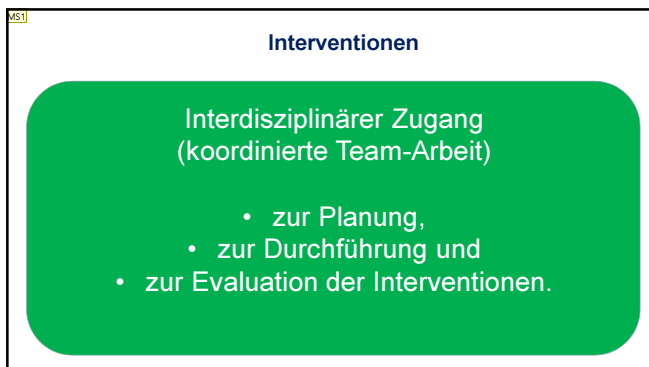 MS1
Interventionen
Interdisziplinärer Zugang
(koordinierte Team-Arbeit)
• zur Planung,
• zur Durchführung und
• zur Evaluation der Interventionen.